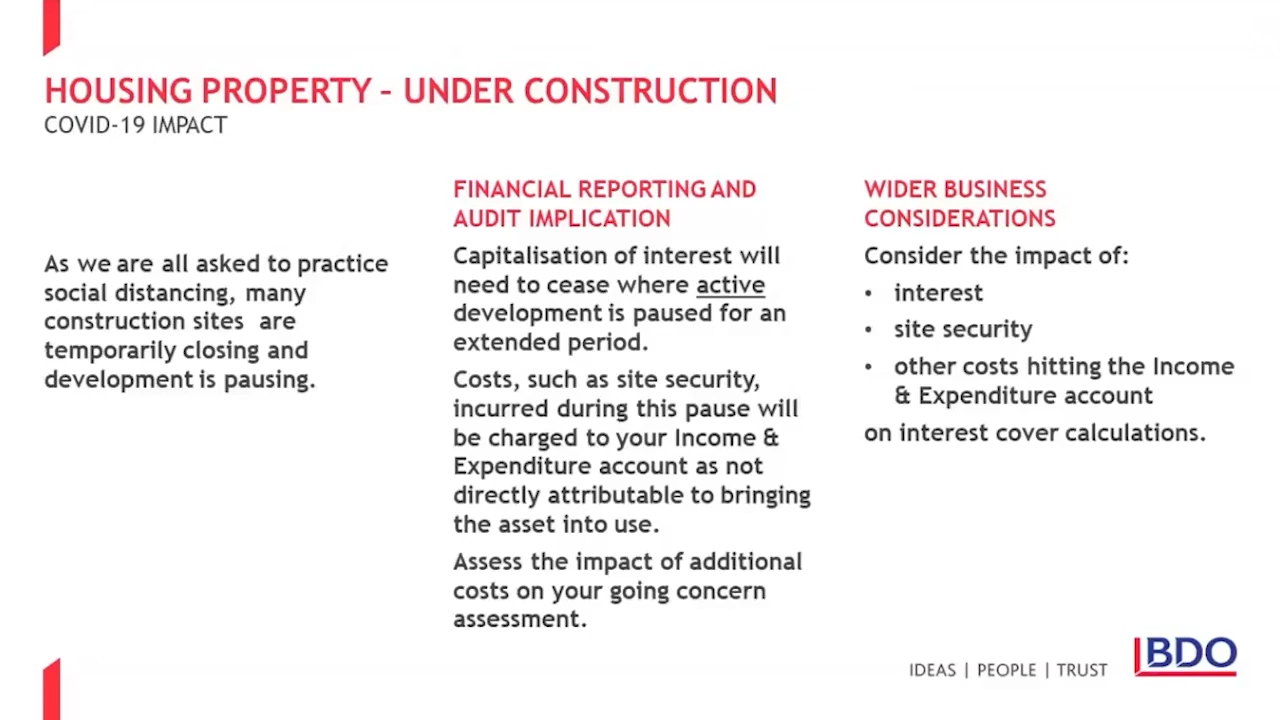 HOUSING PROPERTY – UNDER CONSTRUCTION
COVID-19 IMPACT
As we are all asked to practice
social distancing, many
construction sites are
temporarily closing and
development is pausing.
FINANCIAL REPORTING AND
AUDIT IMPLICATION
Capitalisation of interest will
need to cease where active
development is paused for an
extended period.
Costs, such as site security,
incurred during this pause will
be charged to your Income &
Expenditure account as not
directly attributable to bringing
the asset into use.
Assess the impact of additional
costs on your going concern
assessment.
WIDER BUSINESS
CONSIDERATIONS
Consider the impact of:
• interest
• site security
• other costs hitting the Income
& Expenditure account
on interest cover calculations.
IDEAS | PEOPLE | TRUST
BDO